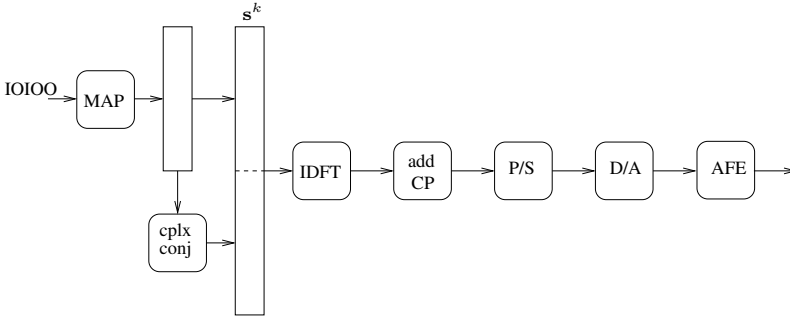 s^k
IOIOO
MAP
IDFT
add
CP
P/S
D/A
AFE
cplx
conj